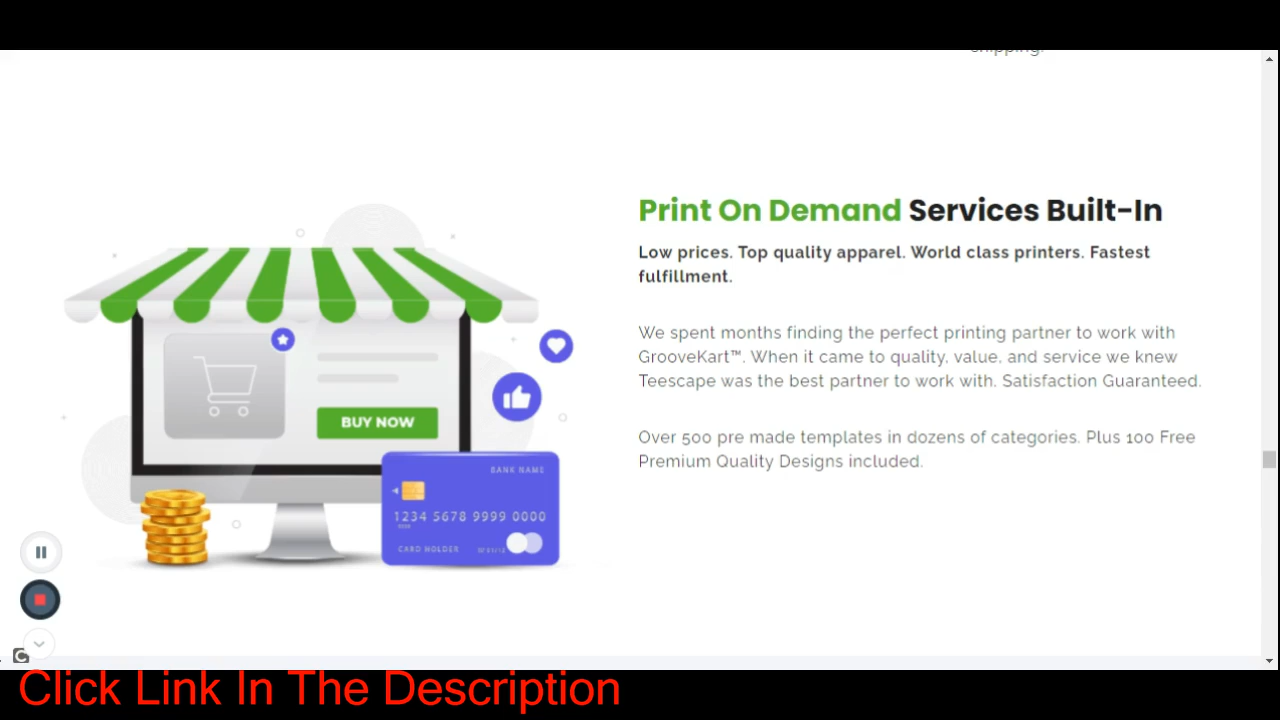 shipping!
Print On Demand Services Built-In
Low prices. Top quality apparel. World class printers. Fastest
fulfillment.
We spent months finding the perfect printing partner to work with
GrooveKart™. When it came to quality, value, and service we knew
Teescape was the best partner to work with. Satisfaction Guaranteed.
Over 500 pre made templates in dozens of categories. Plus 100 Free
Premium Quality Designs included.
BUY NOW
BANK NAME
1234 5678 9999 0000
CARD HOLDER
Click Link In The Description